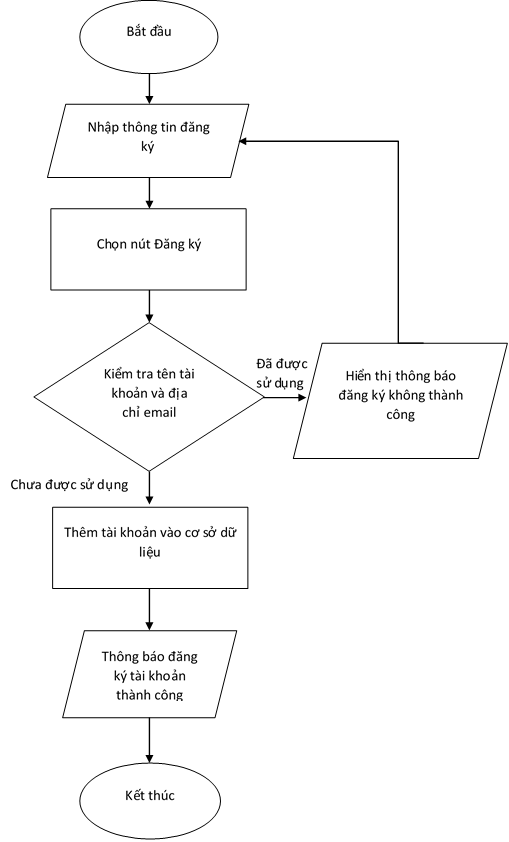 Bắt đầu
Nhập thông tin đăng
ký
Chọn nút Đăng ký
Kiểm tra tên tài
khoản và địa
chỉ email
Đã được
sử dụng
Hiển thị thông báo
đăng ký không thành
công
Chưa được sử dụng
Thêm tài khoản vào cơ sở dữ
liệu
Thông báo đăng
ký tài khoản
thành công
Kết thúc